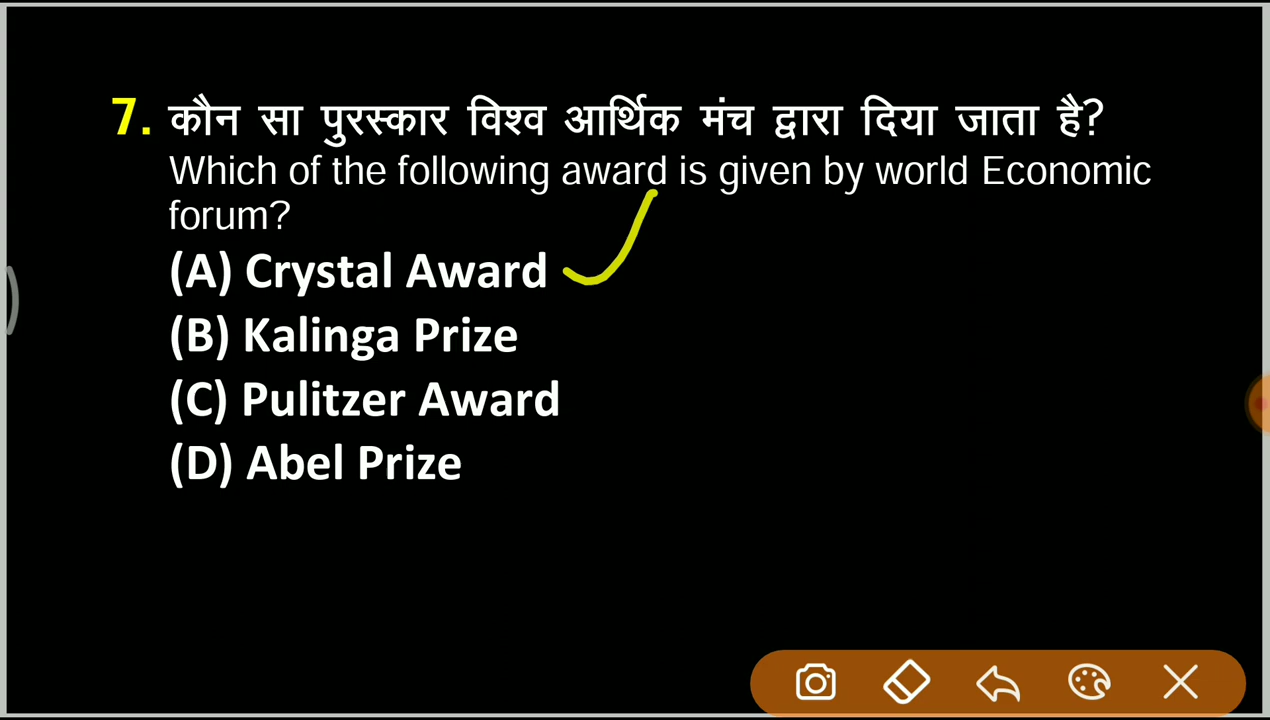 7. कौन सा पुरस्कार विश्व आर्थिक मंच द्वारा दिया जाता है?
Which of the following award is given by world Economic
forum?
(A) Crystal Award
(B) Kalinga Prize
(C) Pulitzer Award
(D) Abel Prize